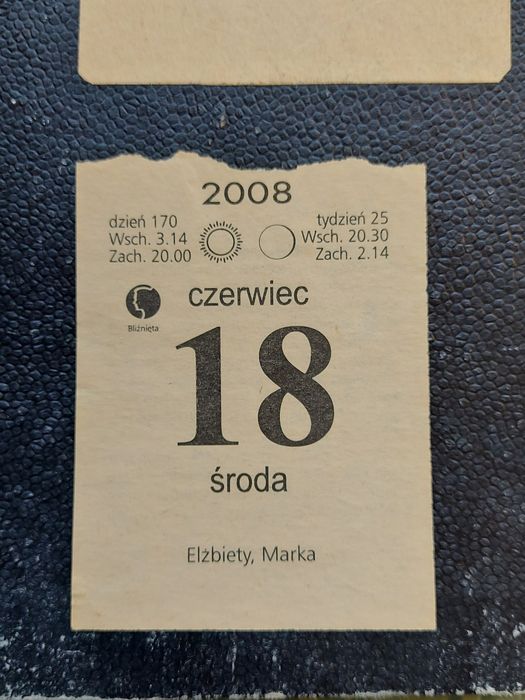 2008
dzień 170
Wsch. 3.14
Zach. 20.00
tydzień 25
Wsch. 20.30
Zach. 2.14
czerwiec
Bliźnięta
18
środa
Elżbiety, Marka